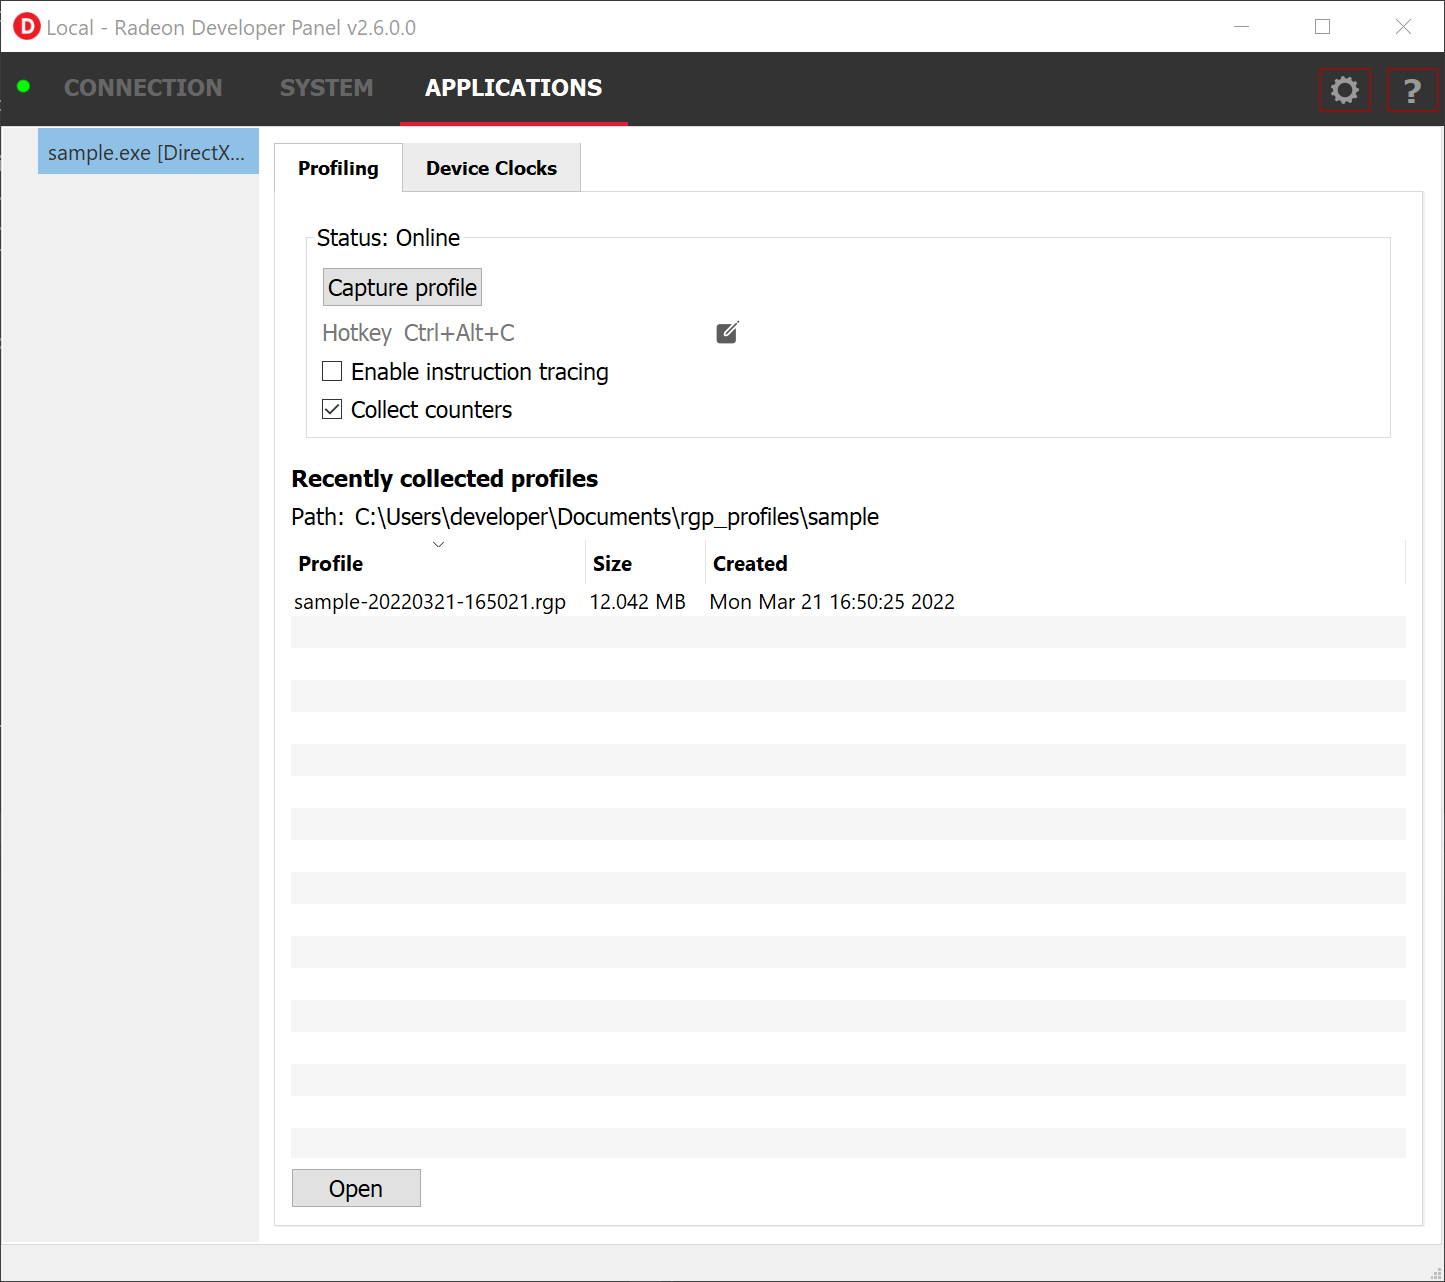 D Local - Radeon Developer Panel v2.6.0.0
CONNECTION SYSTEM APPLICATIONS ?
sample.exe [DirectX...
Profiling Device Clocks
Status: Online
Capture profile
Hotkey Ctrl+Alt+C
Enable instruction tracing
Collect counters
Recently collected profiles
Path: C:\Users\developer\Documents\rgp_profiles\sample
Profile Size Created
sample-20220321-165021.rgp 12.042 MB Mon Mar 21 16:50:25 2022
Open